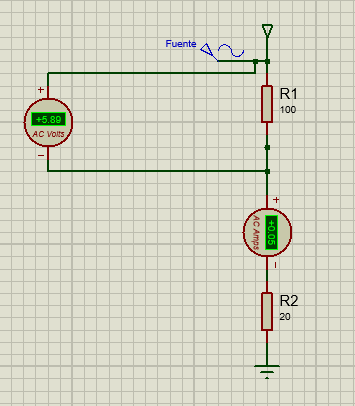 Fuente
R1
100
+
+5.89
AC Volts
−
+
+0.05
AC Amps
−
R2
20